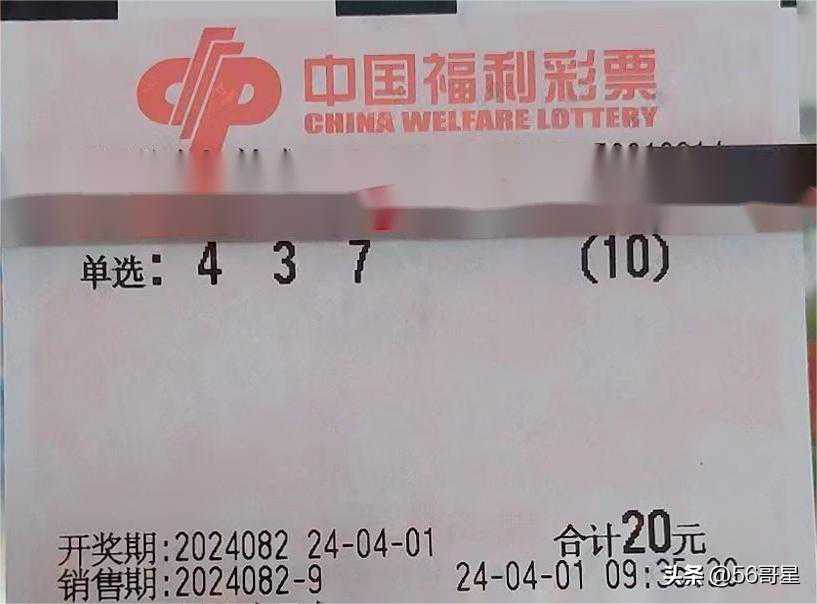 中国福利彩票
CHINA WELFARE LOTTERY
单选: 4 3 7 (10)
开奖期:2024082 24-04-01 合计20元
销售期:2024082-9 24-04-01
头条 @56哥星